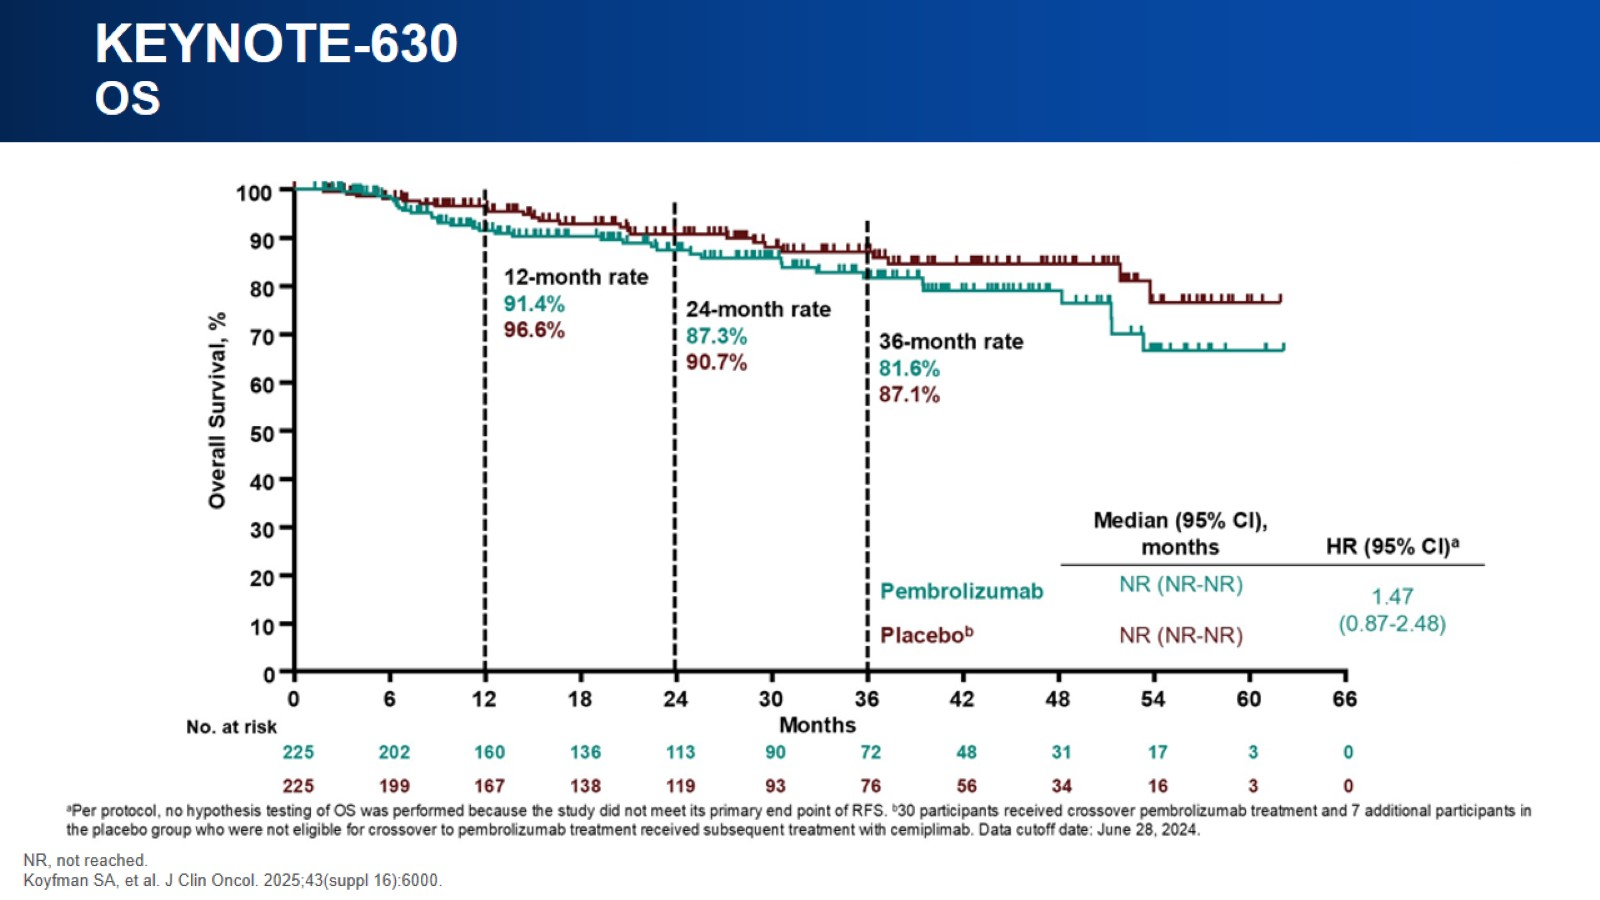 KEYNOTE-630
OS
100
90
80
70
60
50
40
30
20
10
0
Overall Survival, %
12-month rate
91.4%
96.6%
24-month rate
87.3%
90.7%
36-month rate
81.6%
87.1%
Median (95% CI),
months
HR (95% CI)ᵃ
Pembrolizumab
NR (NR-NR)
1.47
(0.87-2.48)
Placeboᵇ
NR (NR-NR)
0 6 12 18 24 30 36 42 48 54 60 66
Months
No. at risk
225 202 160 136 113 90 72 48 31 17 3 0
225 199 167 138 119 93 76 56 34 16 3 0
ᵃPer protocol, no hypothesis testing of OS was performed because the study did not meet its primary end point of RFS. ᵇ30 participants received crossover pembrolizumab treatment and 7 additional participants in
the placebo group who were not eligible for crossover to pembrolizumab treatment received subsequent treatment with cemiplimab. Data cutoff date: June 28, 2024.
NR, not reached.
Koyfman SA, et al. J Clin Oncol. 2025;43(suppl 16):6000.